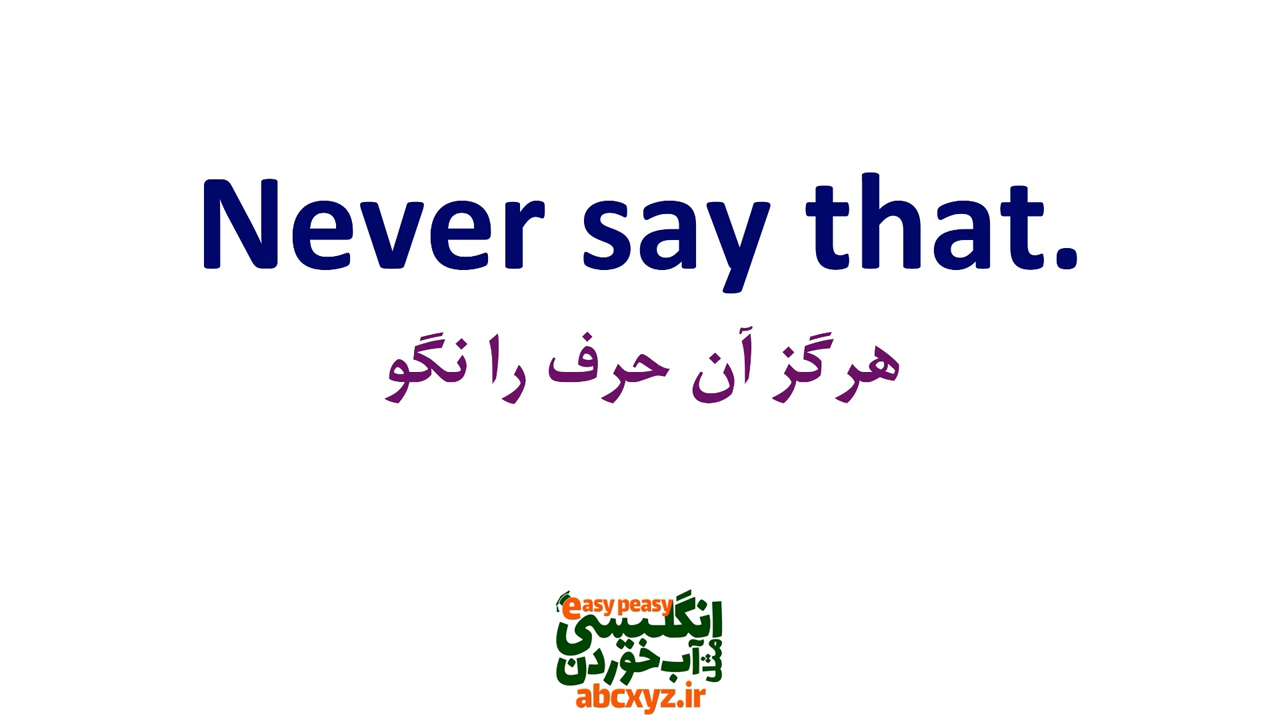 Never say that.
هرگز آن حرف را نگو
easy peasy
انگلیسی
مثل آب خوردن
abcxyz.ir